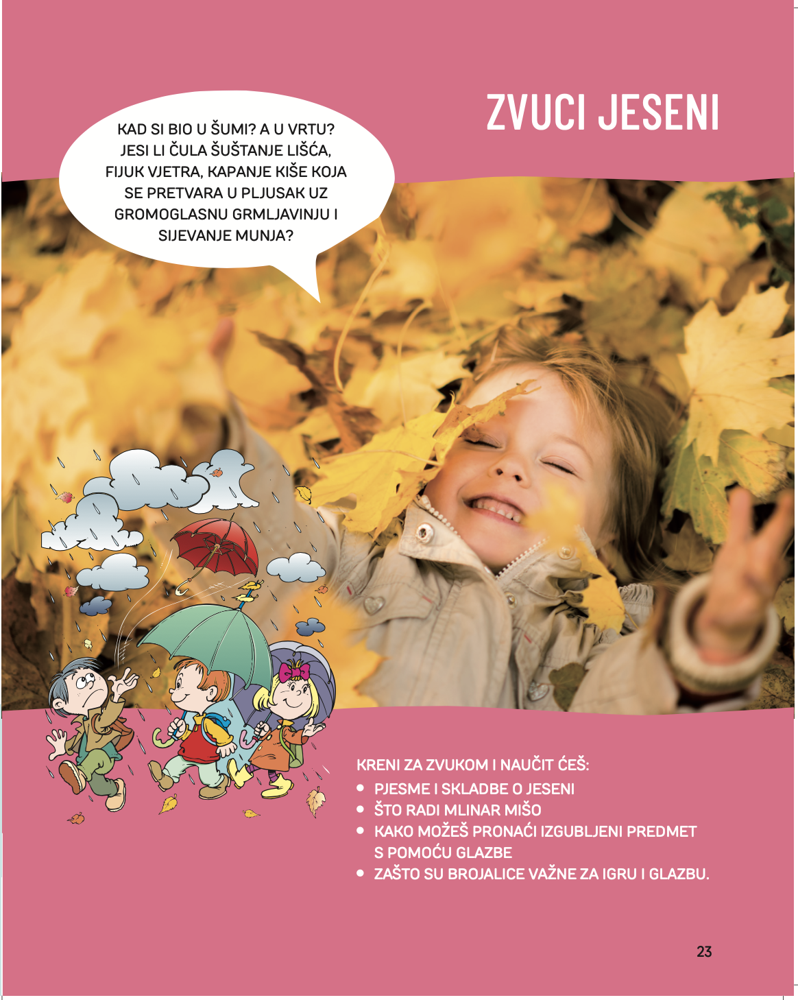 ZVUCI JESENI
KAD SI BIO U ŠUMI? A U VRTU?
JESI LI ČULA ŠUŠTANJE LIŠĆA,
FIJUK VJETRA, KAPANJE KIŠE KOJA
SE PRETVARA U PLJUSAK UZ
GROMOGLASNU GRMLJAVINJU I
SIJEVANJE MUNJA?
KRENI ZA ZVUKOM I NAUČIT ĆEŠ:
• PJESME I SKLADBE O JESENI
• ŠTO RADI MLINAR MIŠO
• KAKO MOŽEŠ PRONAĆI IZGUBLJENI PREDMET
S POMOĆU GLAZBE
• ZAŠTO SU BROJALICE VAŽNE ZA IGRU I GLAZBU.
23